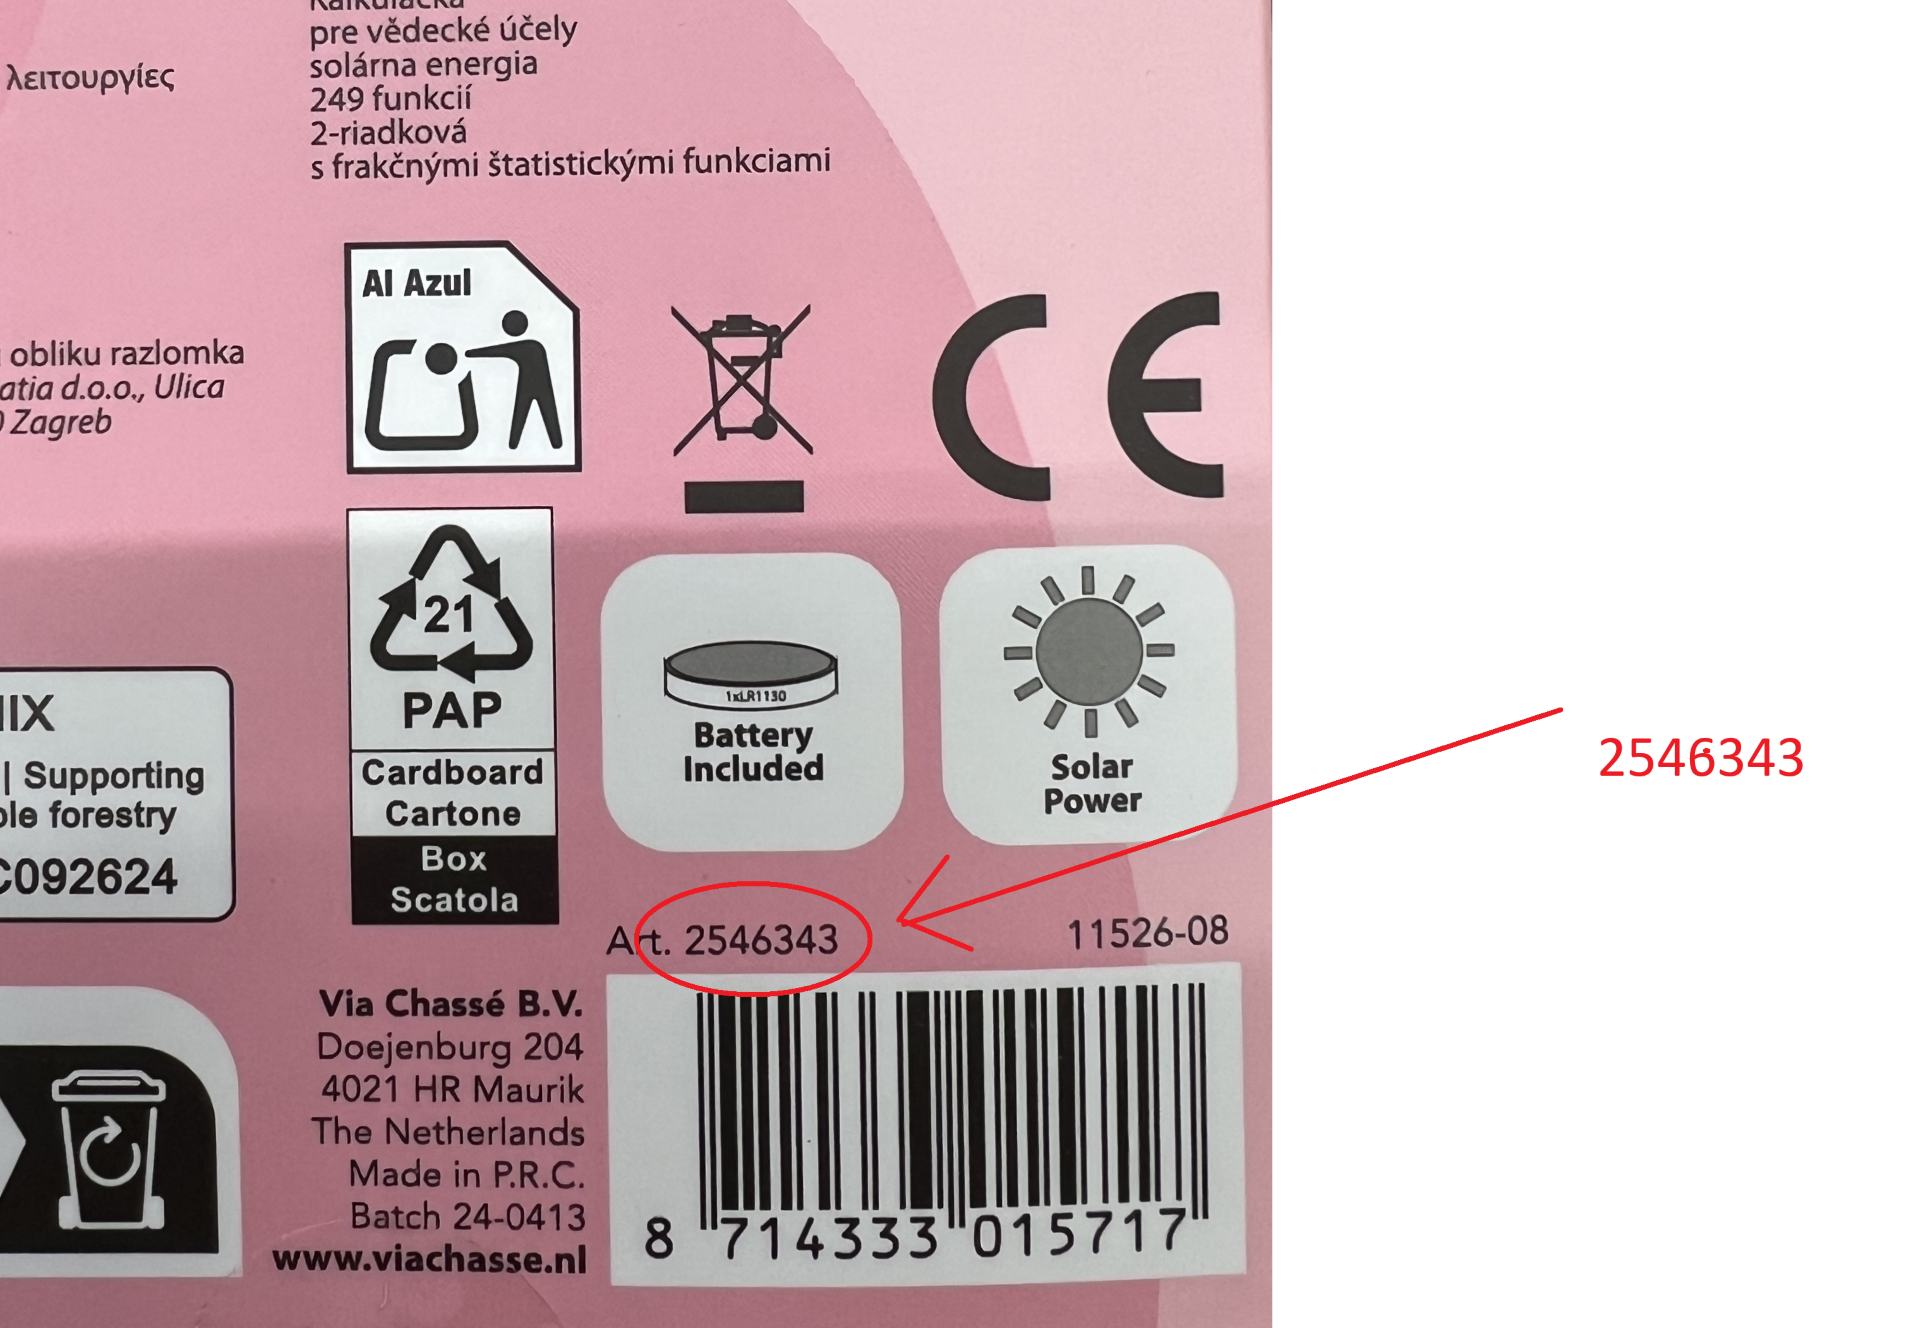 λειτουργίες
pre vědecké účely
solárna energia
249 funkcií
2-riadková
s frakčnými štatistickými funkciami
obliku razlomka
d.o.o., Ulica
Zagreb
Al Azul
CE
21
PAP
Cardboard
Cartone
Box
Scatola
1xLR1130
Battery
Included
Solar
Power
| Supporting
forestry
C092624
2546343
Art. 2546343
11526-08
Via Chassé B.V.
Doejenburg 204
4021 HR Maurik
The Netherlands
Made in P.R.C.
Batch 24-0413
www.viachasse.nl
8 714333 015717